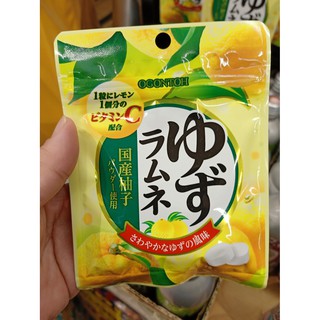 OGONTOH
1粒にレモン
1個分の
ビタミンC
配合
ゆず
ラムネ
国産柚子
パウダー使用
さわやかなゆずの風味